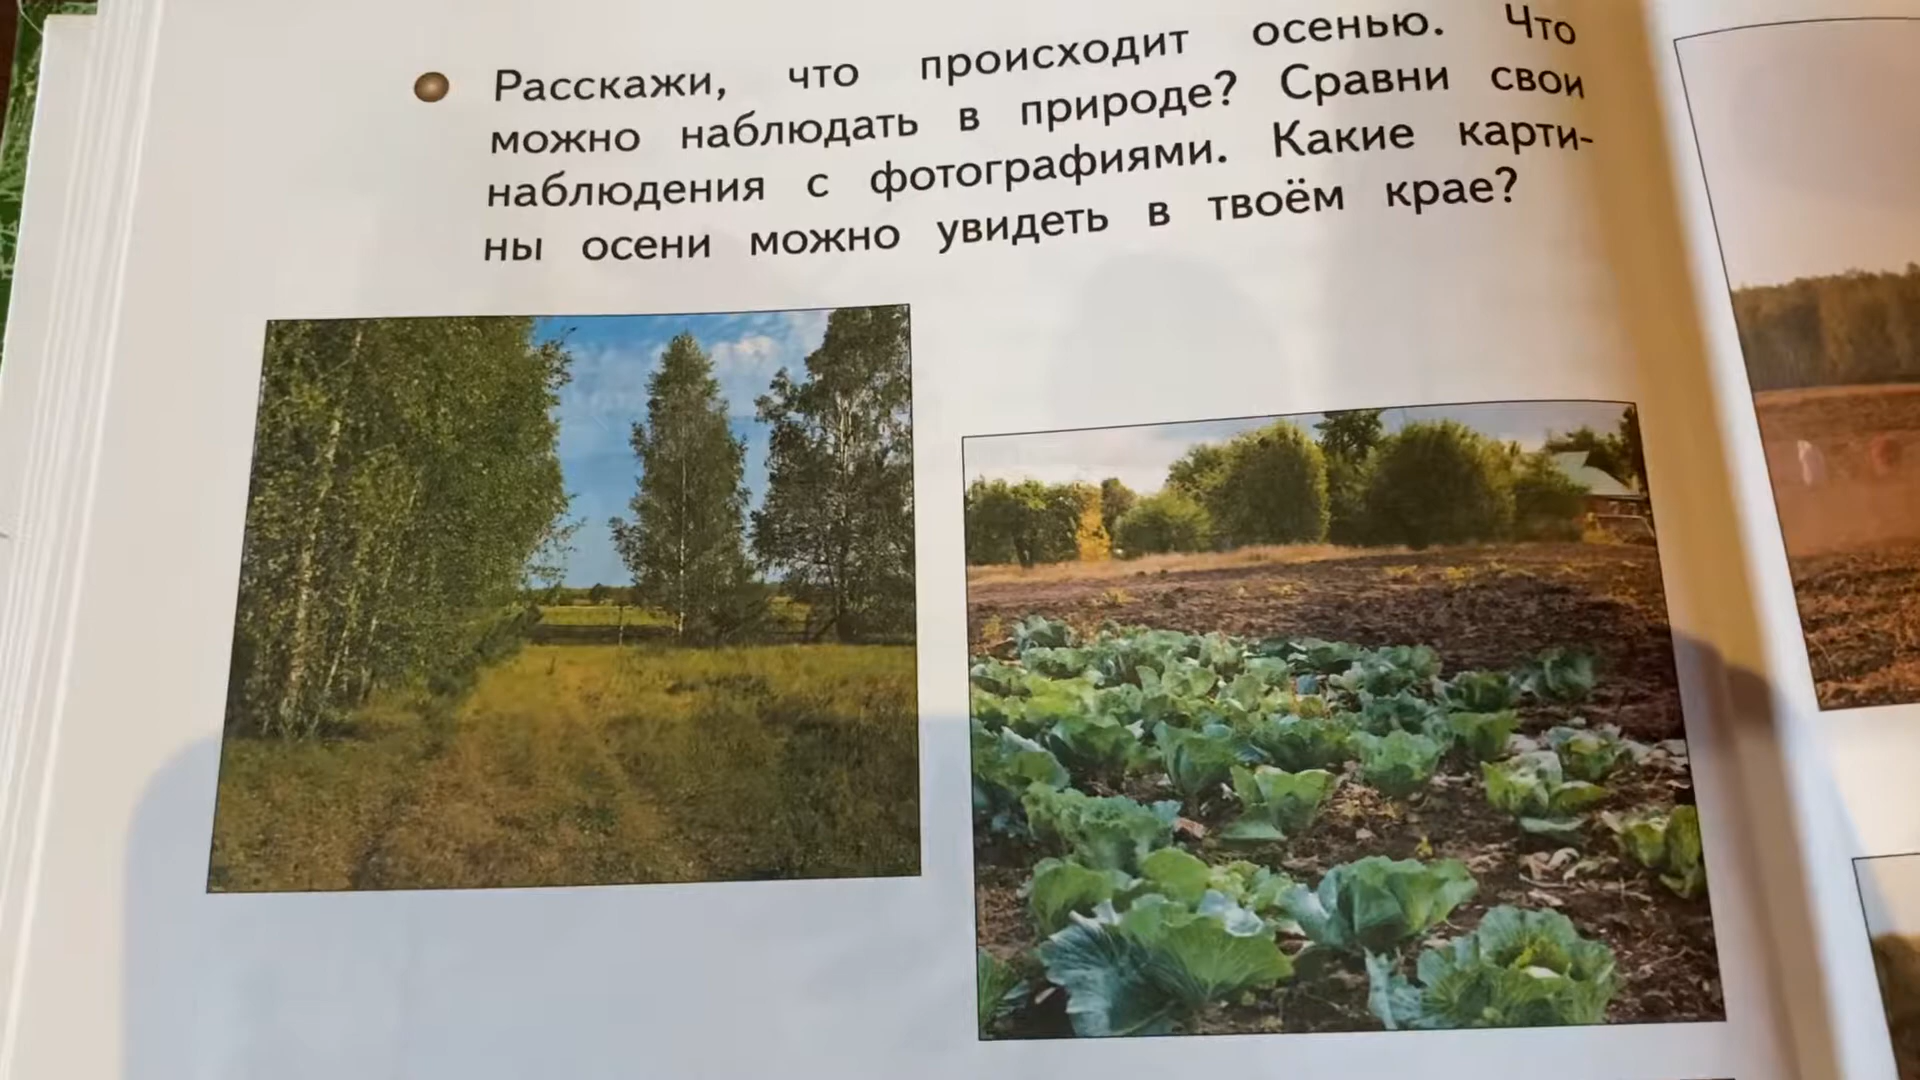 Расскажи, что происходит осенью. Что
можно наблюдать в природе? Сравни свои
наблюдения с фотографиями. Какие карти-
ны осени можно увидеть в твоём крае?